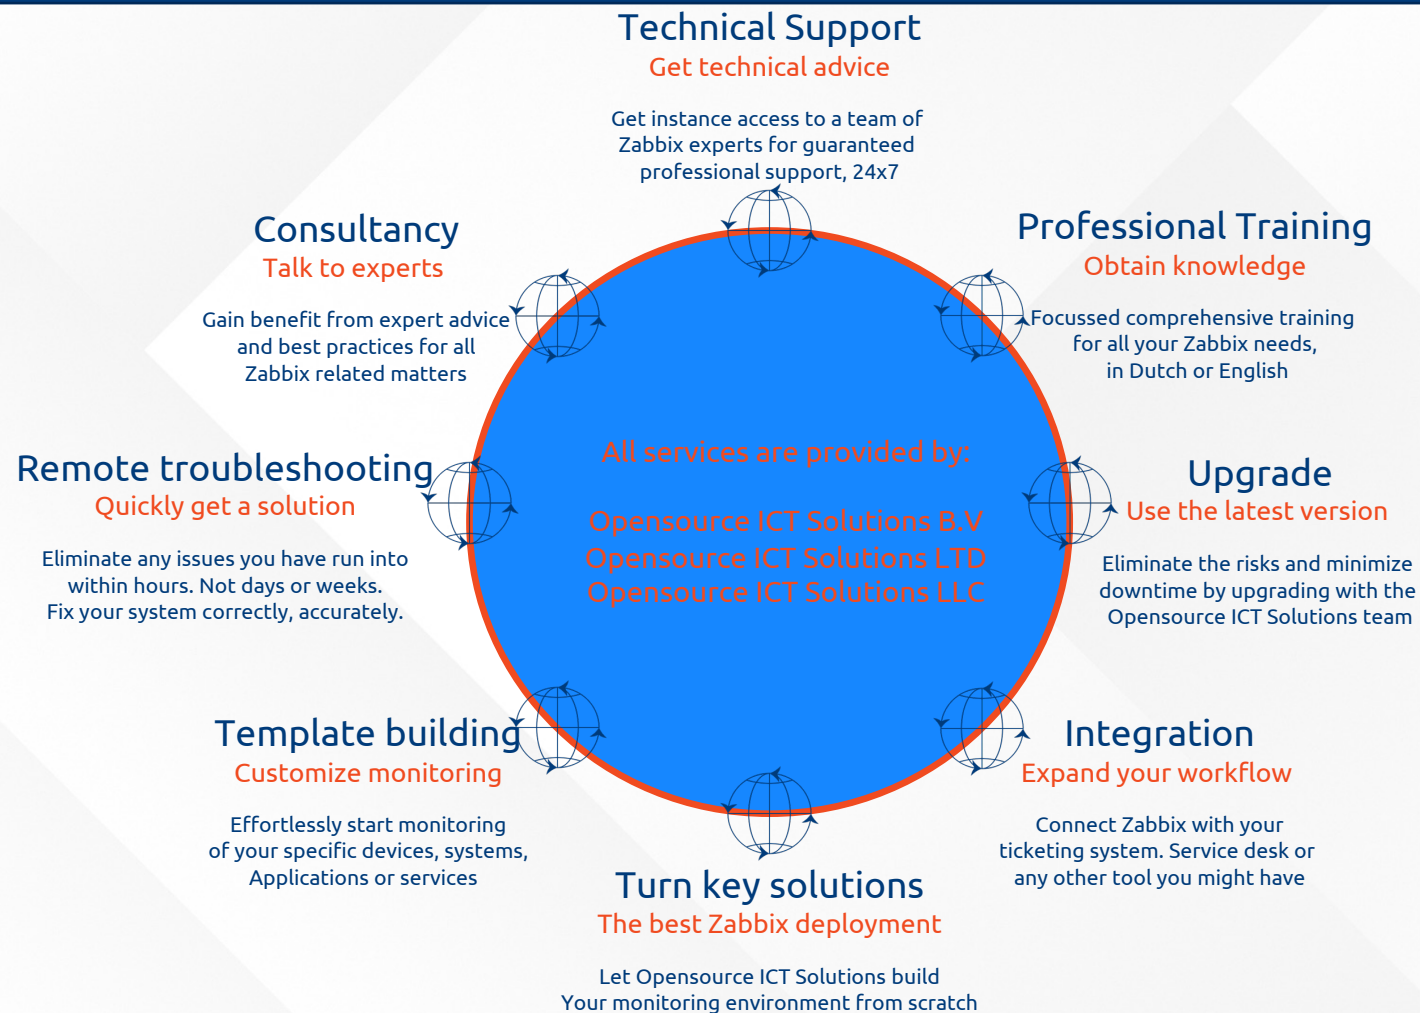 Technical Support
Get technical advice
Get instance access to a team of
Zabbix experts for guaranteed
professional support, 24x7
Consultancy
Talk to experts
Gain benefit from expert advice
and best practices for all
Zabbix related matters
Professional Training
Obtain knowledge
Focussed comprehensive training
for all your Zabbix needs,
in Dutch or English
Remote troubleshooting
Quickly get a solution
Eliminate any issues you have run into
within hours. Not days or weeks.
Fix your system correctly, accurately.
All services are provided by:
Opensource ICT Solutions B.V
Opensource ICT Solutions LTD
Opensource ICT Solutions LLC
Upgrade
Use the latest version
Eliminate the risks and minimize
downtime by upgrading with the
Opensource ICT Solutions team
Template building
Customize monitoring
Effortlessly start monitoring
of your specific devices, systems,
Applications or services
Integration
Expand your workflow
Connect Zabbix with your
ticketing system. Service desk or
any other tool you might have
Turn key solutions
The best Zabbix deployment
Let Opensource ICT Solutions build
Your monitoring environment from scratch